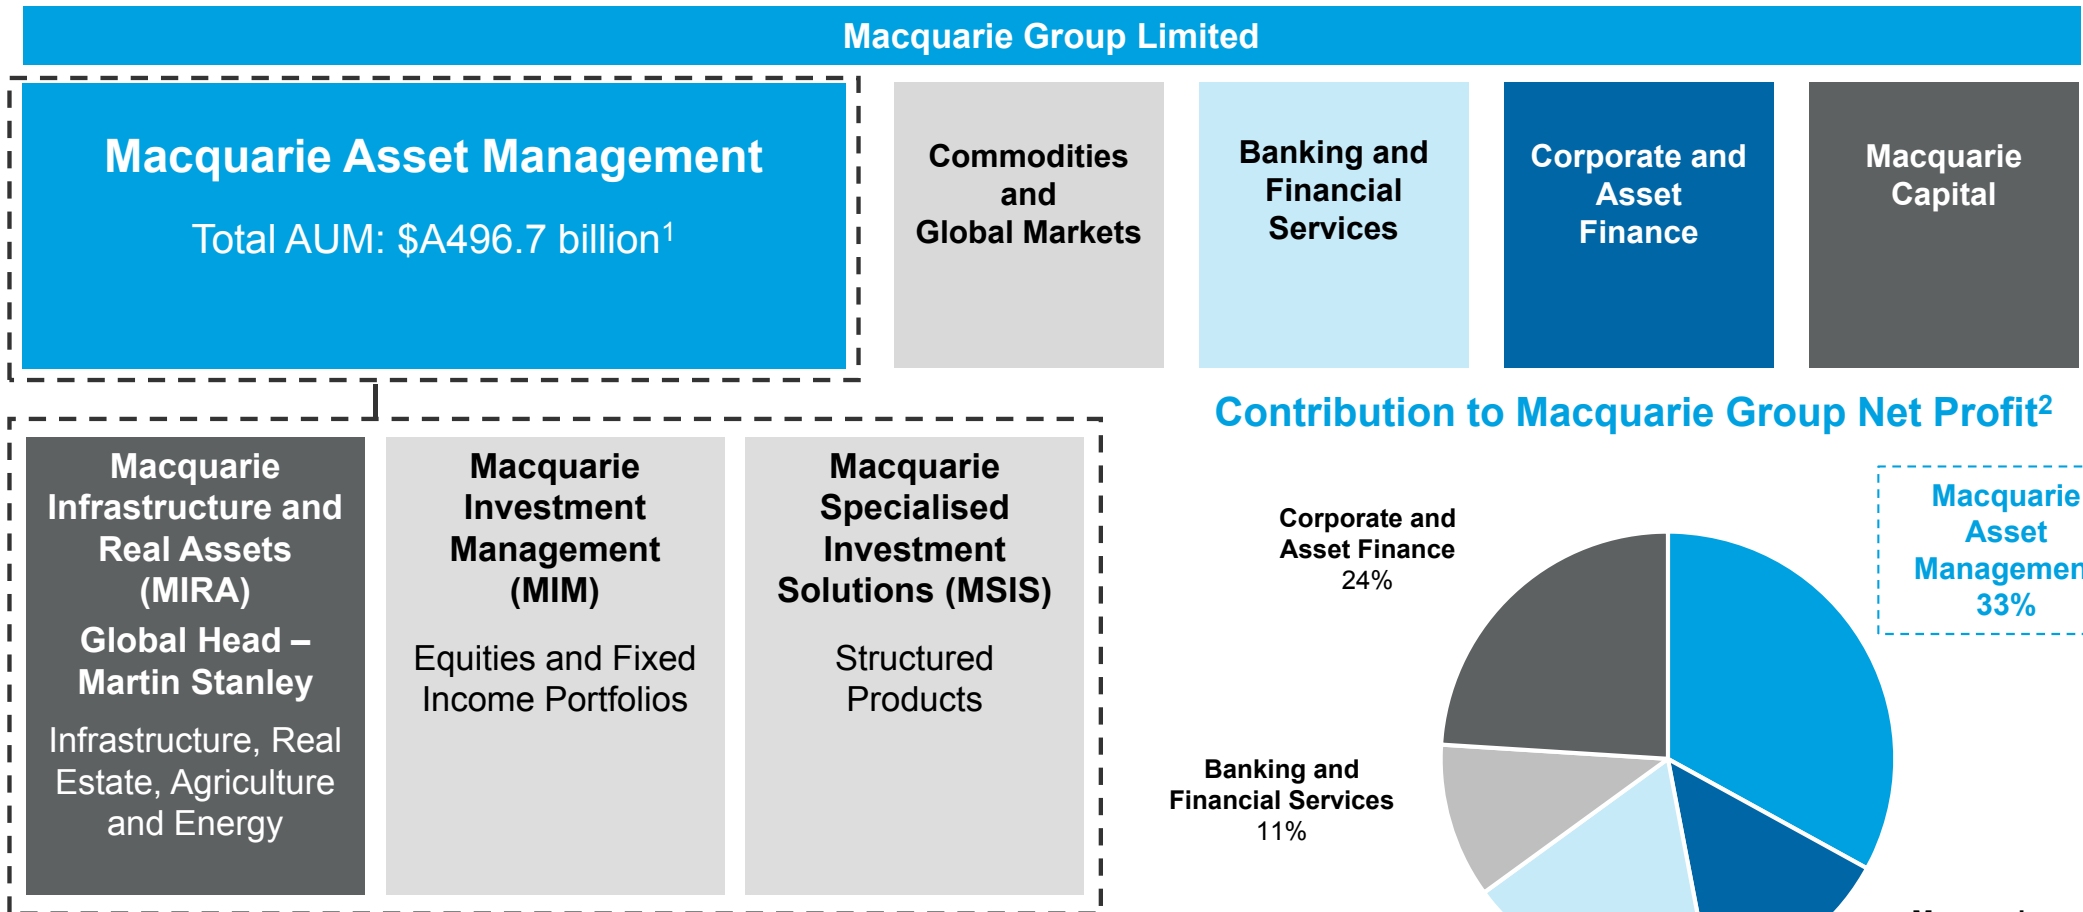 Macquarie Group Limited
Macquarie Asset Management
Total AUM: $A496.7 billion1
Commodities
and
Global Markets
Banking and
Financial
Services
Corporate and
Asset
Finance
Macquarie
Capital
Macquarie
Infrastructure and
Real Assets
(MIRA)
Global Head –
Martin Stanley
Infrastructure, Real
Estate, Agriculture
and Energy
Macquarie
Investment
Management
(MIM)
Equities and Fixed
Income Portfolios
Macquarie
Specialised
Investment
Solutions (MSIS)
Structured
Products
Contribution to Macquarie Group Net Profit2
Corporate and
Asset Finance
24%
Macquarie
Asset
Managemen
33%
Banking and
Financial Services
11%